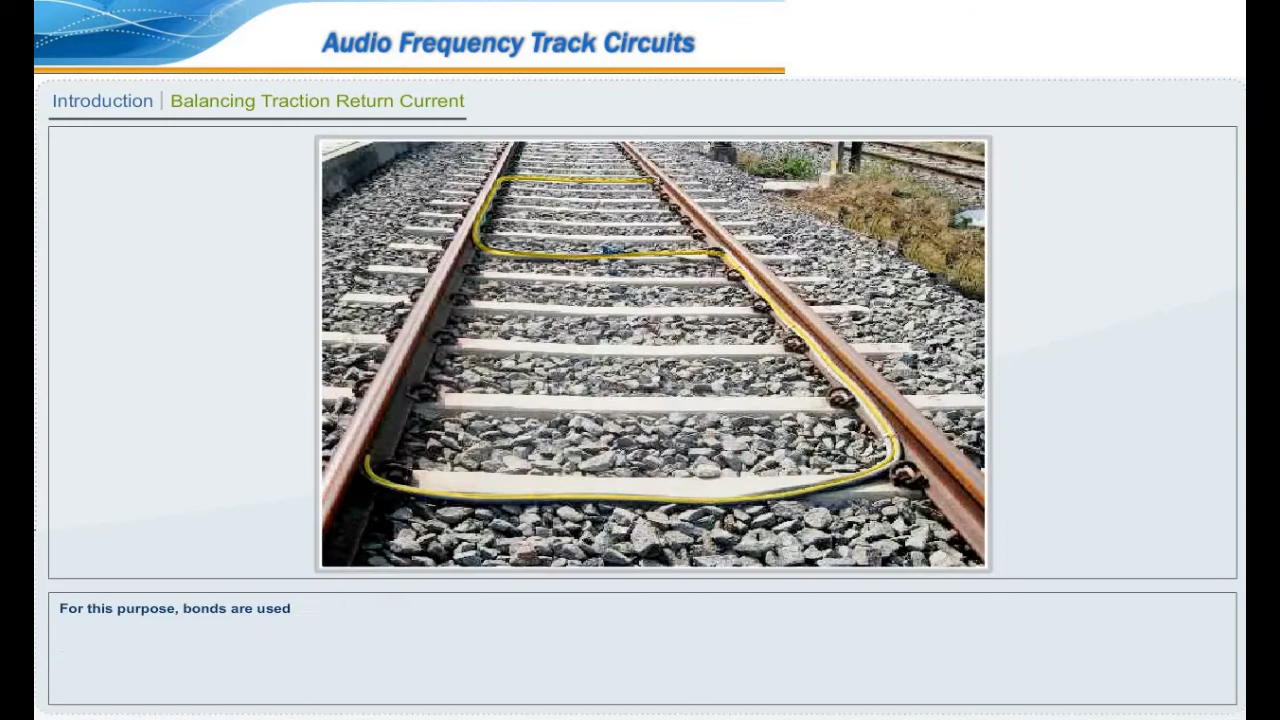 Audio Frequency Track Circuits
Introduction | Balancing Traction Return Current
For this purpose, bonds are used